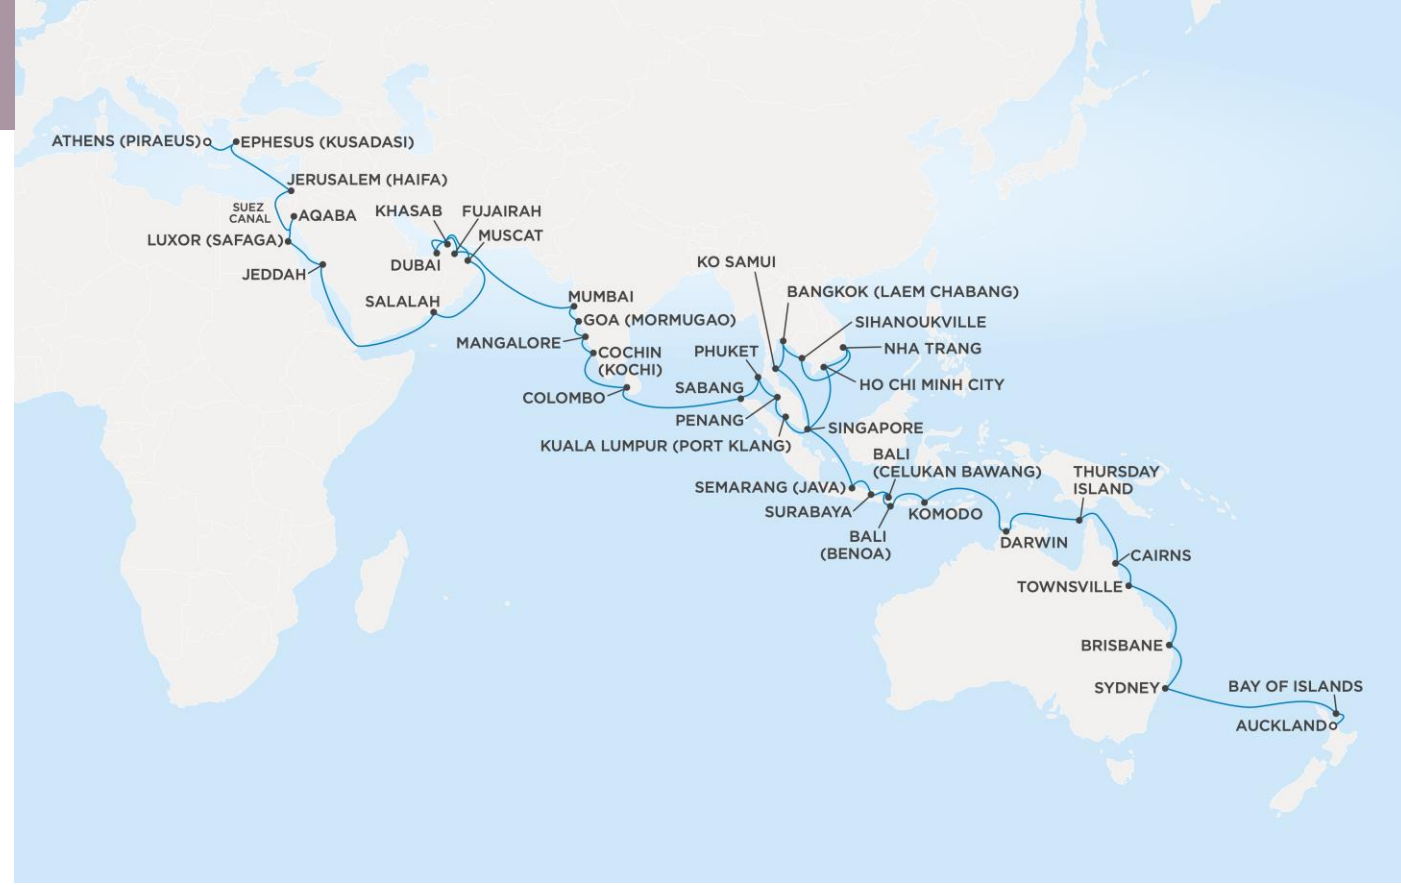 ATHENS (PIRAEUS)
EPHESUS (KUSADASI)
JERUSALEM (HAIFA)
SUEZ
CANAL
AQABA
KHASAB
FUJAIRAH
LUXOR (SAFAGA)
MUSCAT
DUBAI
JEDDAH
SALALAH
KO SAMUI
BANGKOK (LAEM CHABANG)
MUMBAI
GOA (MORMUGAO)
SIHANOUKVILLE
MANGALORE
COCHIN
(KOCHI)
PHUKET
NHA TRANG
COLOMBO
SABANG
HO CHI MINH CITY
PENANG
SINGAPORE
KUALA LUMPUR (PORT KLANG)
BALI
(CELUKAN BAWANG)
THURSDAY
ISLAND
SEMARANG (JAVA)
SURABAYA
KOMODO
BALI
(BENOA)
DARWIN
CAIRNS
TOWNSVILLE
BRISBANE
SYDNEY
BAY OF ISLANDS
AUCKLAND